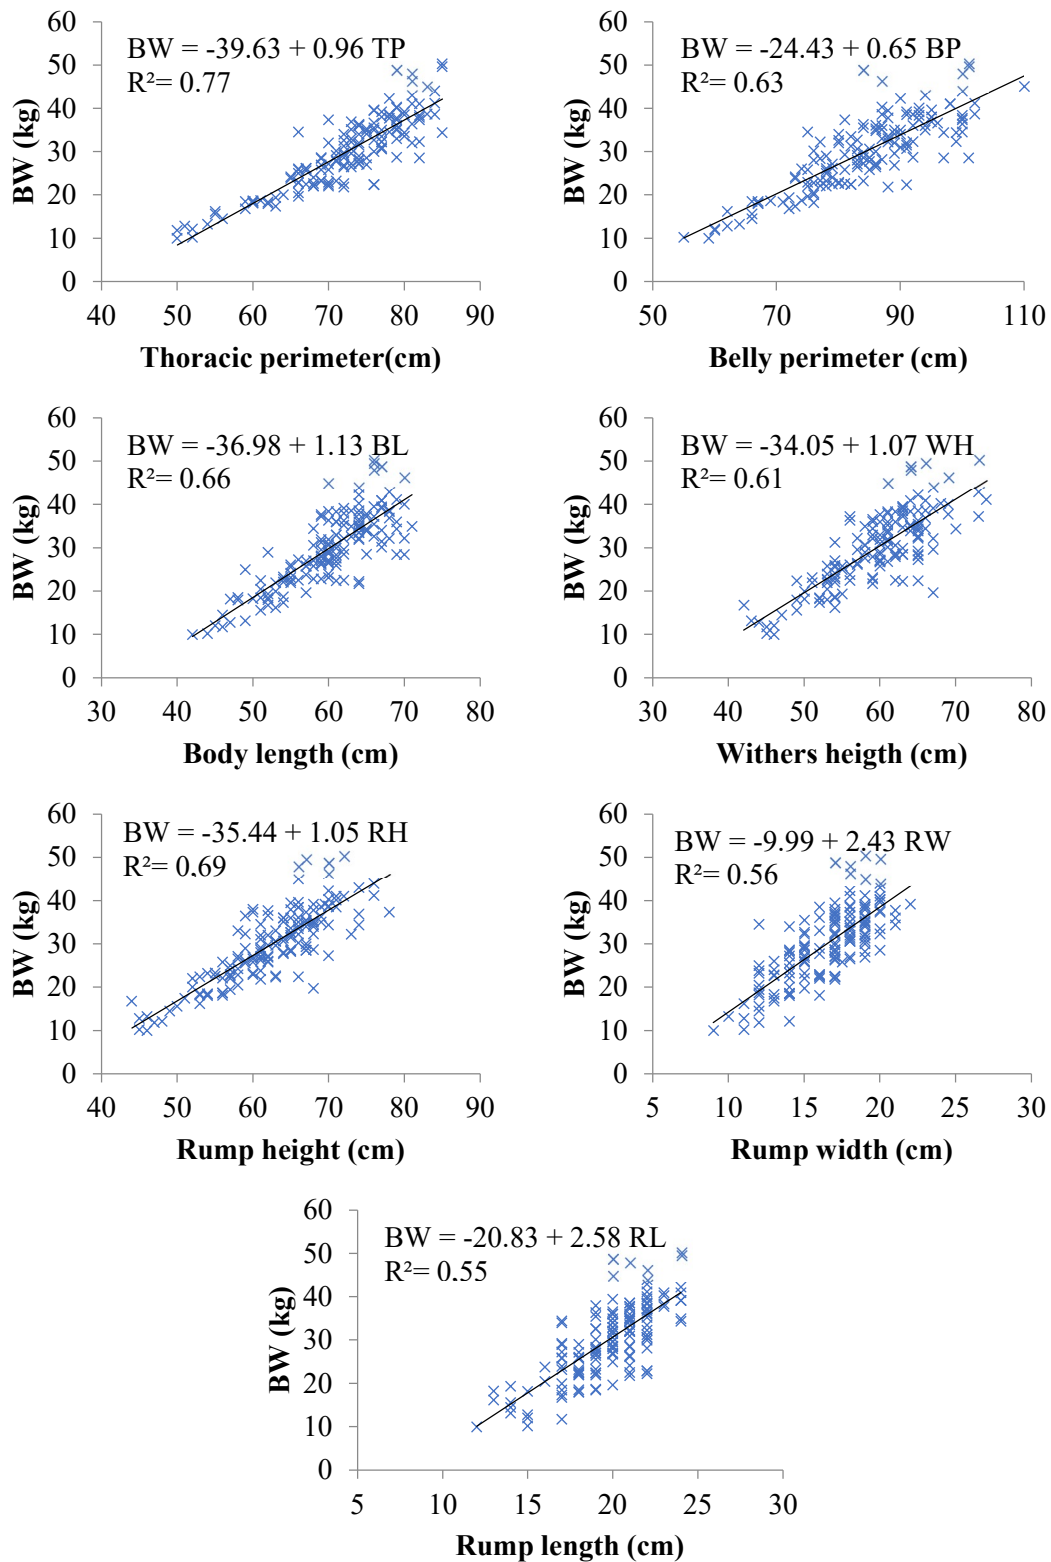 60
50
40
30
20
10
0
BW (kg)
BW = -39.63 + 0.96 TP
R²= 0.77
40 50 60 70 80 90
Thoracic perimeter(cm)
60
50
40
30
20
10
0
BW (kg)
BW = -24.43 + 0.65 BP
R²= 0.63
50 70 90 110
Belly perimeter (cm)
60
50
40
30
20
10
0
BW (kg)
BW = -36.98 + 1.13 BL
R²= 0.66
30 40 50 60 70 80
Body length (cm)
60
50
40
30
20
10
0
BW (kg)
BW = -34.05 + 1.07 WH
R²= 0.61
30 40 50 60 70 80
Withers heigth (cm)
60
50
40
30
20
10
0
BW (kg)
BW = -35.44 + 1.05 RH
R²= 0.69
40 50 60 70 80 90
Rump height (cm)
60
50
40
30
20
10
0
BW (kg)
BW = -9.99 + 2.43 RW
R²= 0.56
5 10 15 20 25 30
Rump width (cm)
60
50
40
30
20
10
0
BW (kg)
BW = -20.83 + 2.58 RL
R²= 0.55
5 10 15 20 25 30
Rump length (cm)